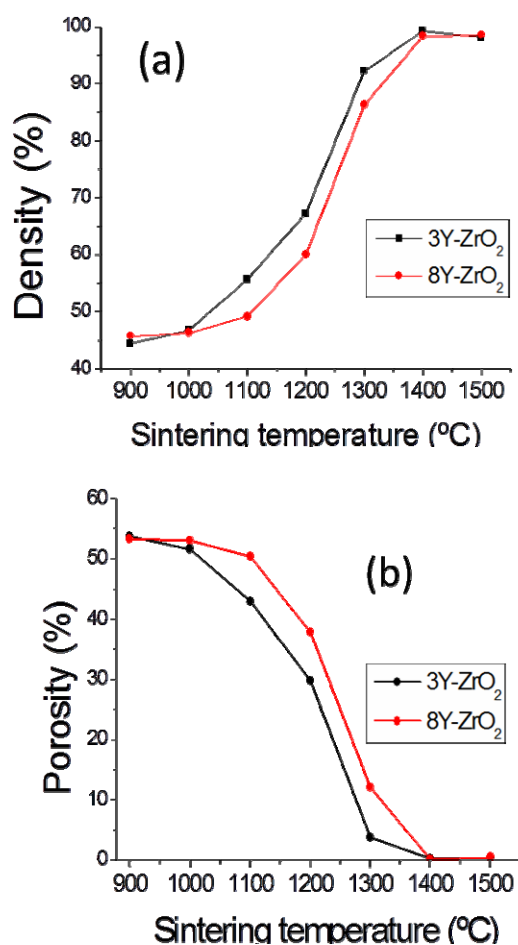 (a)
Density (%)
100
90
80
70
60
50
40
3Y-ZrO₂
8Y-ZrO₂
900 1000 1100 1200 1300 1400 1500
Sintering temperature (ºC)
(b)
Porosity (%)
60
50
40
30
20
10
0
3Y-ZrO₂
8Y-ZrO₂
900 1000 1100 1200 1300 1400 1500
Sintering temperature (ºC)